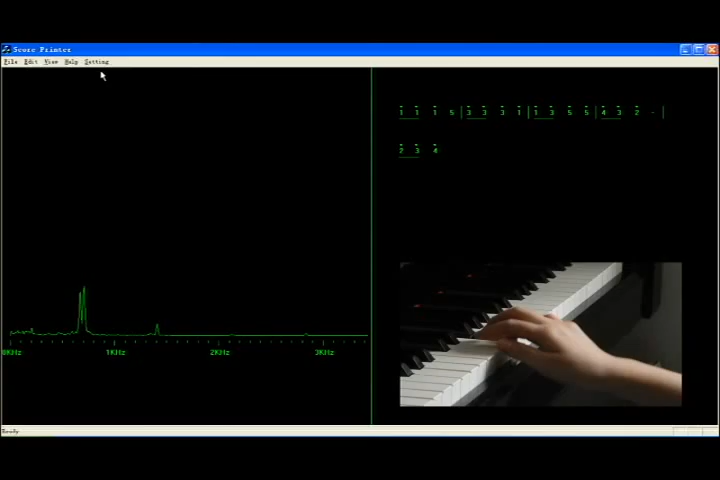 Score Printer
File Edit View Help Setting
1 1 1 5 | 3 3 3 1 | 1 3 5 5 | 4 3 2 - |
2 3 4
0KHz 1KHz 2KHz 3KHz
Ready